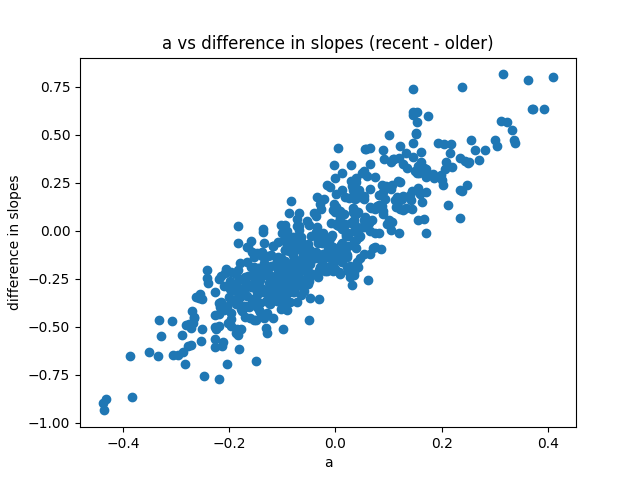 a vs difference in slopes (recent - older)
difference in slopes
0.75
0.50
0.25
0.00
−0.25
−0.50
−0.75
−1.00
−0.4 −0.2 0.0 0.2 0.4
a